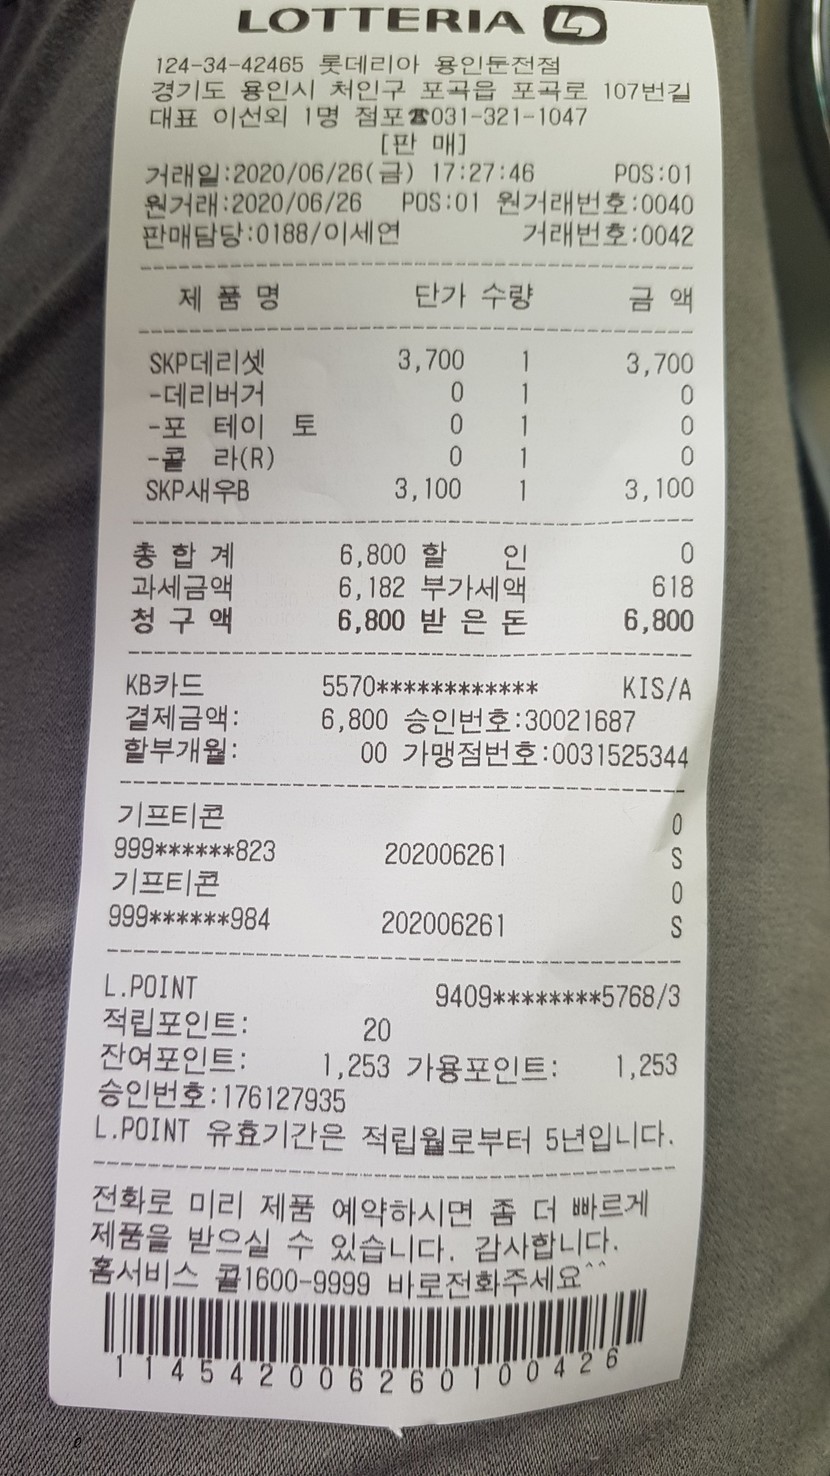 LOTTERIA
124-34-42465 롯데리아 용인둔전점
경기도 용인시 처인구 포곡읍 포곡로 107번길
대표 이선외 1명 점포☎031-321-1047
[판 매]
거래일:2020/06/26(금) 17:27:46 POS:01
원거래:2020/06/26 POS:01 원거래번호:0040
판매담당:0188/이세연 거래번호:0042
제 품 명 단가 수량 금 액
SKP데리셋 3,700 1 3,700
-데리버거 0 1 0
-포 테이 토 0 1 0
-콜 라(R) 0 1 0
SKP새우B 3,100 1 3,100
총 합 계 6,800 할 인 0
과세금액 6,182 부가세액 618
청 구 액 6,800 받 은 돈 6,800
KB카드 5570************ KIS/A
결제금액: 6,800 승인번호:30021687
할부개월: 00 가맹점번호:0031525344
기프티콘 0
999******823 202006261 S
기프티콘 0
999******984 202006261 S
L.POINT 9409********5768/3
적립포인트: 20
잔여포인트: 1,253 가용포인트: 1,253
승인번호:176127935
L.POINT 유효기간은 적립월로부터 5년입니다.
전화로 미리 제품 예약하시면 좀 더 빠르게
제품을 받으실 수 있습니다. 감사합니다.
홈서비스 콜1600-9999 바로전화주세요^^
114542006260100426